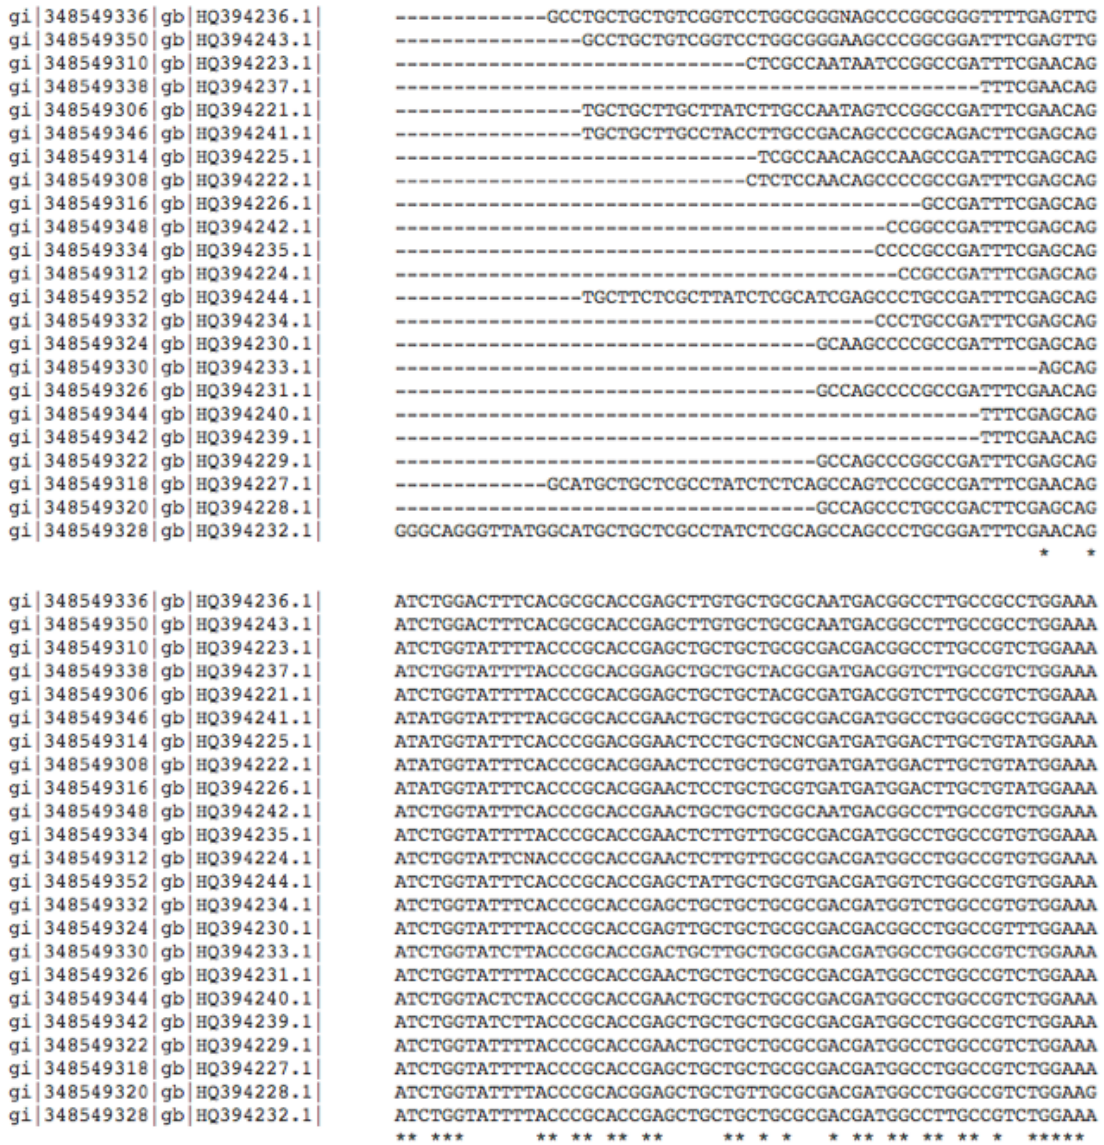 gi|348549336|gb|HQ394236.1| -------------GCCTGCTGCTGTCGGTCCTGGCGGGNAGCCCGGCGGGTTTTGAGTTG
gi|348549350|gb|HQ394243.1| ----------------GCCTGCTGTCGGTCCTGGCGGGAAGCCCGGCGGATTTCGAGTTG
gi|348549310|gb|HQ394223.1| ------------------------------CTCGCCAATAATCCGGCCGATTTCGAACAG
gi|348549338|gb|HQ394237.1| --------------------------------------------------TTTCGAACAG
gi|348549306|gb|HQ394221.1| ----------------TGCTGCTTGCTTATCTTGCCAATAGTCCGGCCGATTTCGAACAG
gi|348549346|gb|HQ394241.1| ----------------TGCTGCTTGCCTACCTTGCCGACAGCCCCGCAGACTTCGAGCAG
gi|348549314|gb|HQ394225.1| -------------------------------TCGCCAACAGCCAAGCCGATTTCGAGCAG
gi|348549308|gb|HQ394222.1| ------------------------------CTCTCCAACAGCCCCGCCGATTTCGAGCAG
gi|348549316|gb|HQ394226.1| ---------------------------------------------GCCGATTTCGAGCAG
gi|348549348|gb|HQ394242.1| ------------------------------------------CCGGCCGATTTCGAGCAG
gi|348549334|gb|HQ394235.1| -----------------------------------------CCCCGCCGATTTCGAGCAG
gi|348549312|gb|HQ394224.1| -------------------------------------------CCGCCGATTTCGAGCAG
gi|348549352|gb|HQ394244.1| ----------------TGCTTCTCGCTTATCTCGCATCGAGCCCTGCCGATTTCGAGCAG
gi|348549332|gb|HQ394234.1| -----------------------------------------CCCTGCCGATTTCGAGCAG
gi|348549324|gb|HQ394230.1| ------------------------------------GCAAGCCCCGCCGATTTCGAGCAG
gi|348549330|gb|HQ394233.1| -------------------------------------------------------AGCAG
gi|348549326|gb|HQ394231.1| ------------------------------------GCCAGCCCCGCCGATTTCGAACAG
gi|348549344|gb|HQ394240.1| --------------------------------------------------TTTCGAGCAG
gi|348549342|gb|HQ394239.1| --------------------------------------------------TTTCGAACAG
gi|348549322|gb|HQ394229.1| ------------------------------------GCCAGCCCGGCCGATTTCGAGCAG
gi|348549318|gb|HQ394227.1| -------------GCATGCTGCTCGCCTATCTCTCAGCCAGTCCCGCCGATTTCGAACAG
gi|348549320|gb|HQ394228.1| ------------------------------------GCCAGCCCTGCCGACTTCGAGCAG
gi|348549328|gb|HQ394232.1| GGGCAGGGTTATGGCATGCTGCTCGCCTATCTCGCAGCCAGCCCTGCGGATTTCGAACAG
* *
gi|348549336|gb|HQ394236.1| ATCTGGACTTTCACGCGCACCGAGCTTGTGCTGCGCAATGACGGCCTTGCCGCCTGGAAA
gi|348549350|gb|HQ394243.1| ATCTGGACTTTCACGCGCACCGAGCTTGTGCTGCGCAATGACGGCCTTGCCGCCTGGAAA
gi|348549310|gb|HQ394223.1| ATCTGGTATTTTACCCGCACCGAGCTGCTGCTGCGCGACGACGGCCTTGCCGTCTGGAAA
gi|348549338|gb|HQ394237.1| ATCTGGTATTTTACCCGCACGGAGCTGCTGCTACGCGATGACGGTCTTGCCGTCTGGAAA
gi|348549306|gb|HQ394221.1| ATCTGGTATTTTACCCGCACGGAGCTGCTGCTACGCGATGACGGTCTTGCCGTCTGGAAA
gi|348549346|gb|HQ394241.1| ATATGGTATTTTACGCGCACCGAACTGCTGCTGCGCGACGATGGCCTGGCGGCCTGGAAA
gi|348549314|gb|HQ394225.1| ATATGGTATTTCACCCGGACGGAACTCCTGCTGCNCGATGATGGACTTGCTGTATGGAAA
gi|348549308|gb|HQ394222.1| ATATGGTATTTCACCCGCACGGAACTCCTGCTGCGTGATGATGGACTTGCTGTATGGAAA
gi|348549316|gb|HQ394226.1| ATATGGTATTTCACCCGCACGGAACTCCTGCTGCGTGATGATGGACTTGCTGTATGGAAA
gi|348549348|gb|HQ394242.1| ATCTGGTATTTCACCCGCACCGAACTGCTGCTGCGCAATGACGGCCTTGCCGTCTGGAAA
gi|348549334|gb|HQ394235.1| ATCTGGTATTTTACCCGCACCGAACTCTTGTTGCGCGACGATGGCCTGGCCGTGTGGAAA
gi|348549312|gb|HQ394224.1| ATCTGGTATTCNACCCGCACCGAACTCTTGTTGCGCGACGATGGCCTGGCCGTGTGGAAA
gi|348549352|gb|HQ394244.1| ATCTGGTATTTCACCCGCACCGAGCTATTGCTGCGTGACGATGGTCTGGCCGTGTGGAAA
gi|348549332|gb|HQ394234.1| ATCTGGTATTTCACCCGCACCGAGCTGCTGCTGCGCGACGATGGTCTGGCCGTGTGGAAA
gi|348549324|gb|HQ394230.1| ATCTGGTATTTTACCCGCACCGAGTTGCTGCTGCGCGACGACGGCCTGGCCGTTTGGAAA
gi|348549330|gb|HQ394233.1| ATCTGGTATCTTACCCGCACCGACTGCTTGCTGCGCGACGATGGCCTGGCCGTCTGGAAA
gi|348549326|gb|HQ394231.1| ATCTGGTATTTTACCCGCACCGAACTGCTGCTGCGCGACGATGGCCTGGCCGTCTGGAAA
gi|348549344|gb|HQ394240.1| ATCTGGTACTCTACCCGCACCGAACTGCTGCTGCGCGACGATGGCCTGGCCGTCTGGAAA
gi|348549342|gb|HQ394239.1| ATCTGGTATCTTACCCGCACCGAGCTGCTGCTGCGCGACGATGGCCTGGCCGTCTGGAAA
gi|348549322|gb|HQ394229.1| ATCTGGTATTTTACCCGCACCGAACTGCTGCTGCGCGACGATGGCCTGGCCGTCTGGAAA
gi|348549318|gb|HQ394227.1| ATCTGGTATTTTACCCGCACCGAGCTGCTGCTGCGCGACGATGGCCTGGCCGTCTGGAAA
gi|348549320|gb|HQ394228.1| ATCTGGTATTTTACCCGCACGGAGCTGCTGTTGCGCGACGATGGCCTGGCCGTCTGGAAG
gi|348549328|gb|HQ394232.1| ATCTGGTATTTTACCCGCACCGAGCTGCTGCTGCGCGACGATGGCCTTGCCGTCTGGAAA
** *** ** ** ** ** ** * * * ** ** ** ** * *****